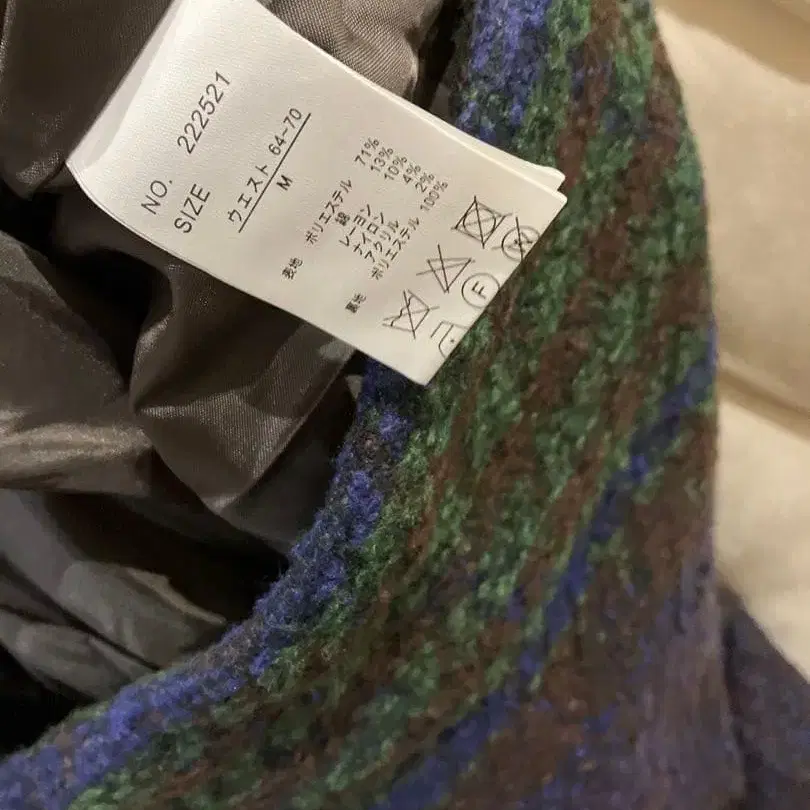 NO. 222521
SIZE
ウエスト 64-70
M
表地 ポリエステル 71%
綿 13%
レーヨン 10%
ナイロン 4%
アクリル 2%
裏地 ポリエステル 100%
F